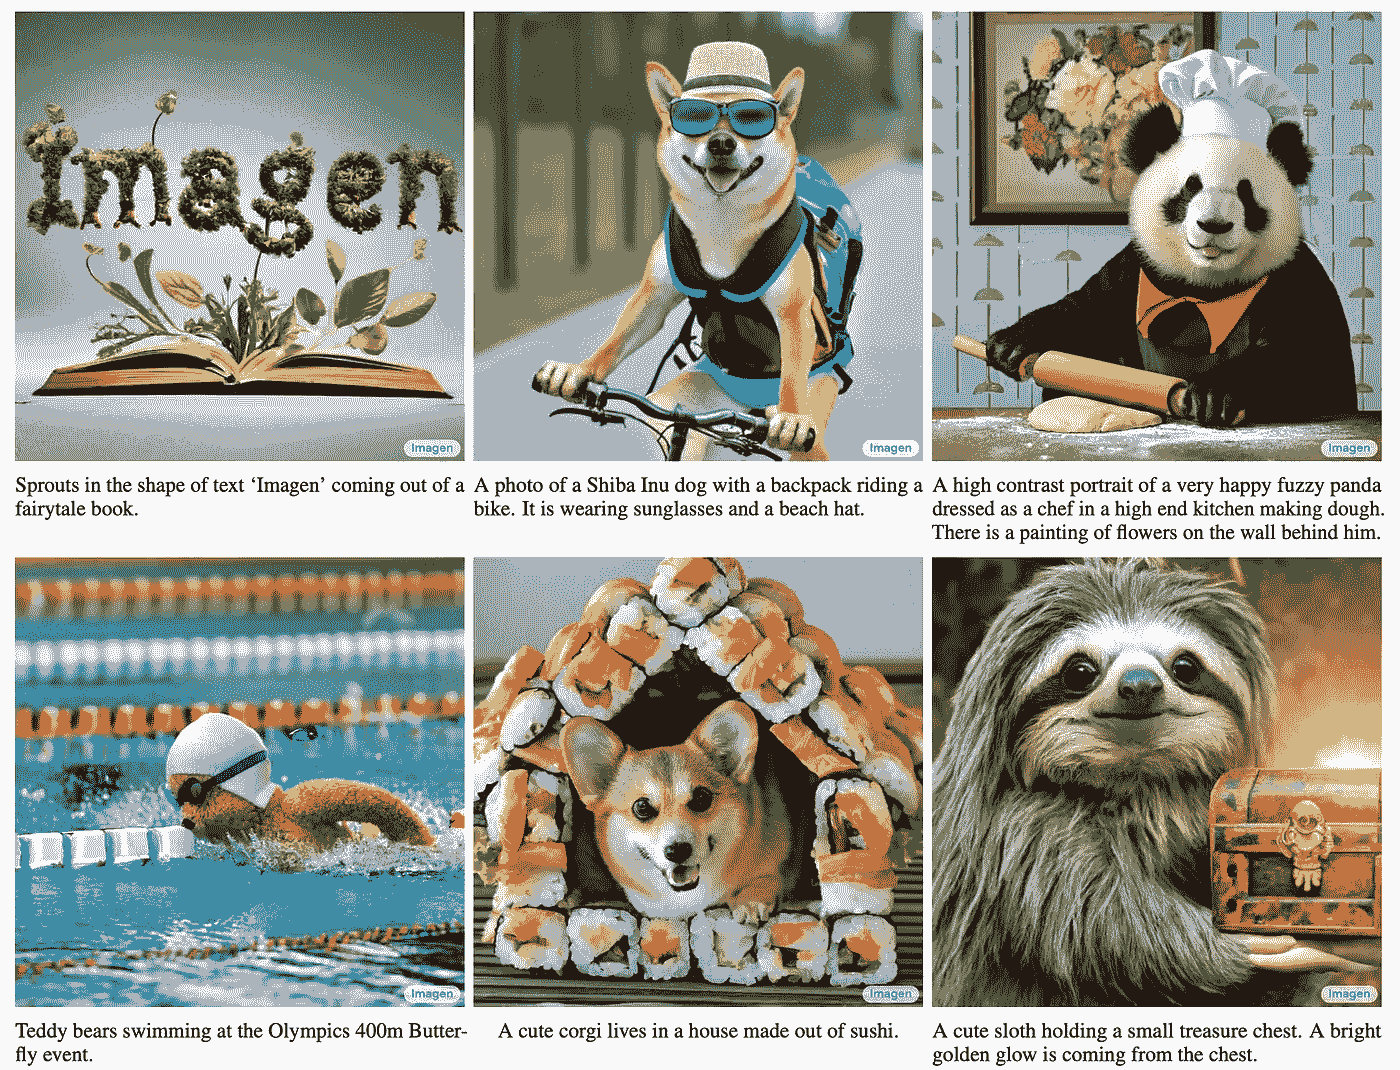 Imagen
Imagen
Imagen
Imagen
Sprouts in the shape of text ‘Imagen’ coming out of a
fairytale book.
A photo of a Shiba Inu dog with a backpack riding a
bike. It is wearing sunglasses and a beach hat.
A high contrast portrait of a very happy fuzzy panda
dressed as a chef in a high end kitchen making dough.
There is a painting of flowers on the wall behind him.
Imagen
Imagen
Imagen
Teddy bears swimming at the Olympics 400m Butter-
fly event.
A cute corgi lives in a house made out of sushi.
A cute sloth holding a small treasure chest. A bright
golden glow is coming from the chest.